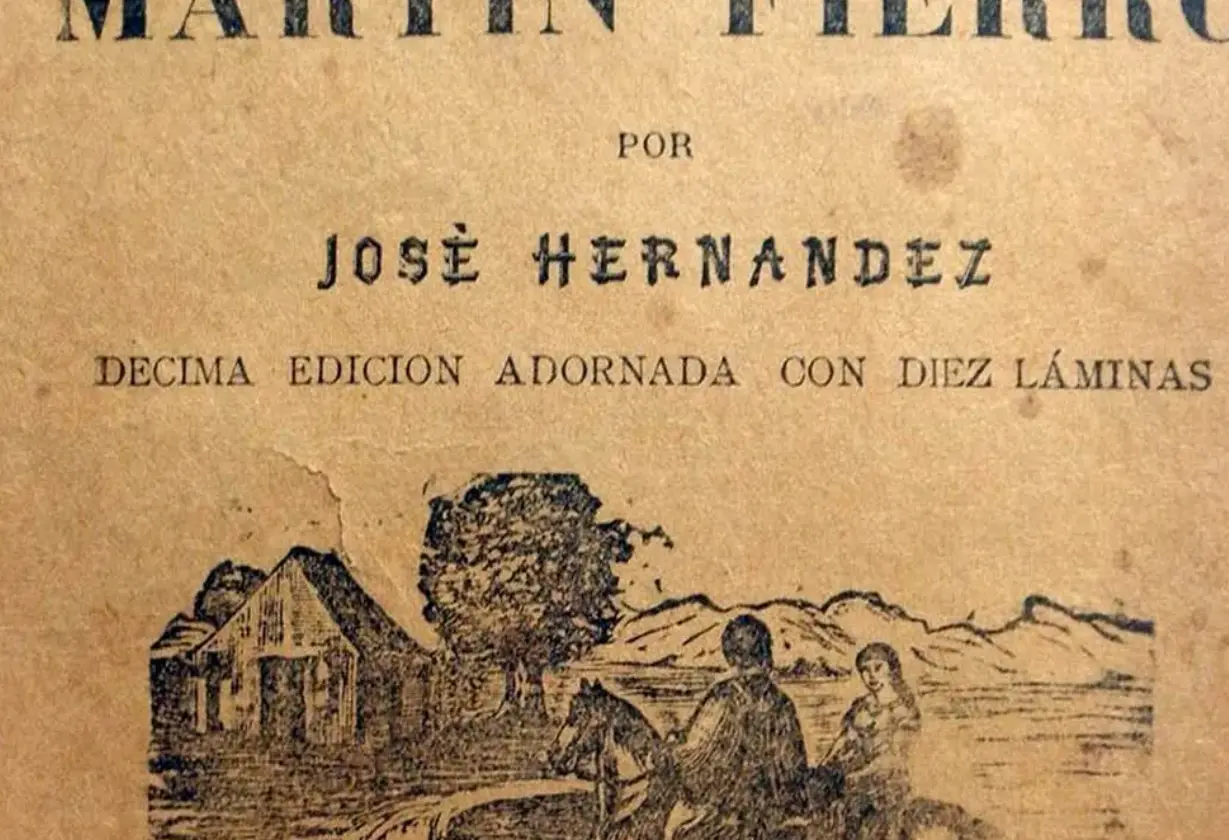 MARTIN FIERRO
POR
JOSÈ HERNANDEZ
DECIMA EDICION ADORNADA CON DIEZ LÁMINAS